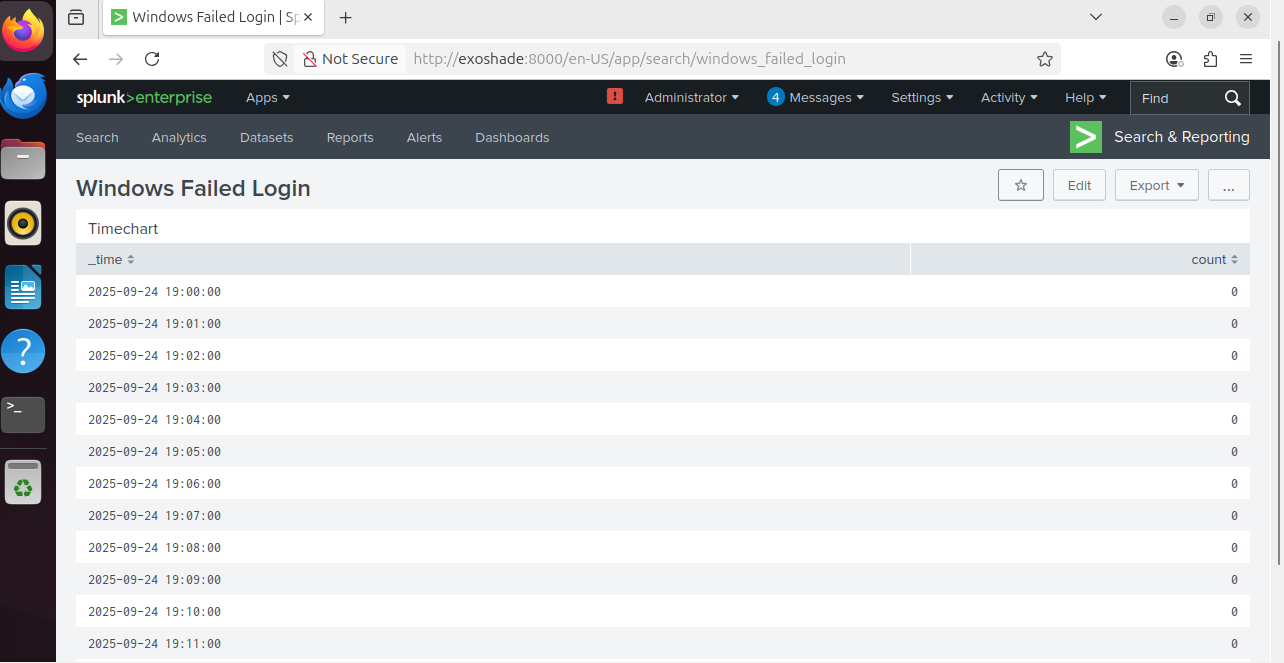 Windows Failed Login | Sp
Not Secure http://exoshade:8000/en-US/app/search/windows_failed_login
splunk>enterprise Apps ! Administrator 4 Messages Settings Activity Help Find
Search Analytics Datasets Reports Alerts Dashboards > Search & Reporting
Windows Failed Login Edit Export ...
Timechart
_time count
2025-09-24 19:00:00 0
2025-09-24 19:01:00 0
2025-09-24 19:02:00 0
2025-09-24 19:03:00 0
2025-09-24 19:04:00 0
2025-09-24 19:05:00 0
2025-09-24 19:06:00 0
2025-09-24 19:07:00 0
2025-09-24 19:08:00 0
2025-09-24 19:09:00 0
2025-09-24 19:10:00 0
2025-09-24 19:11:00 0